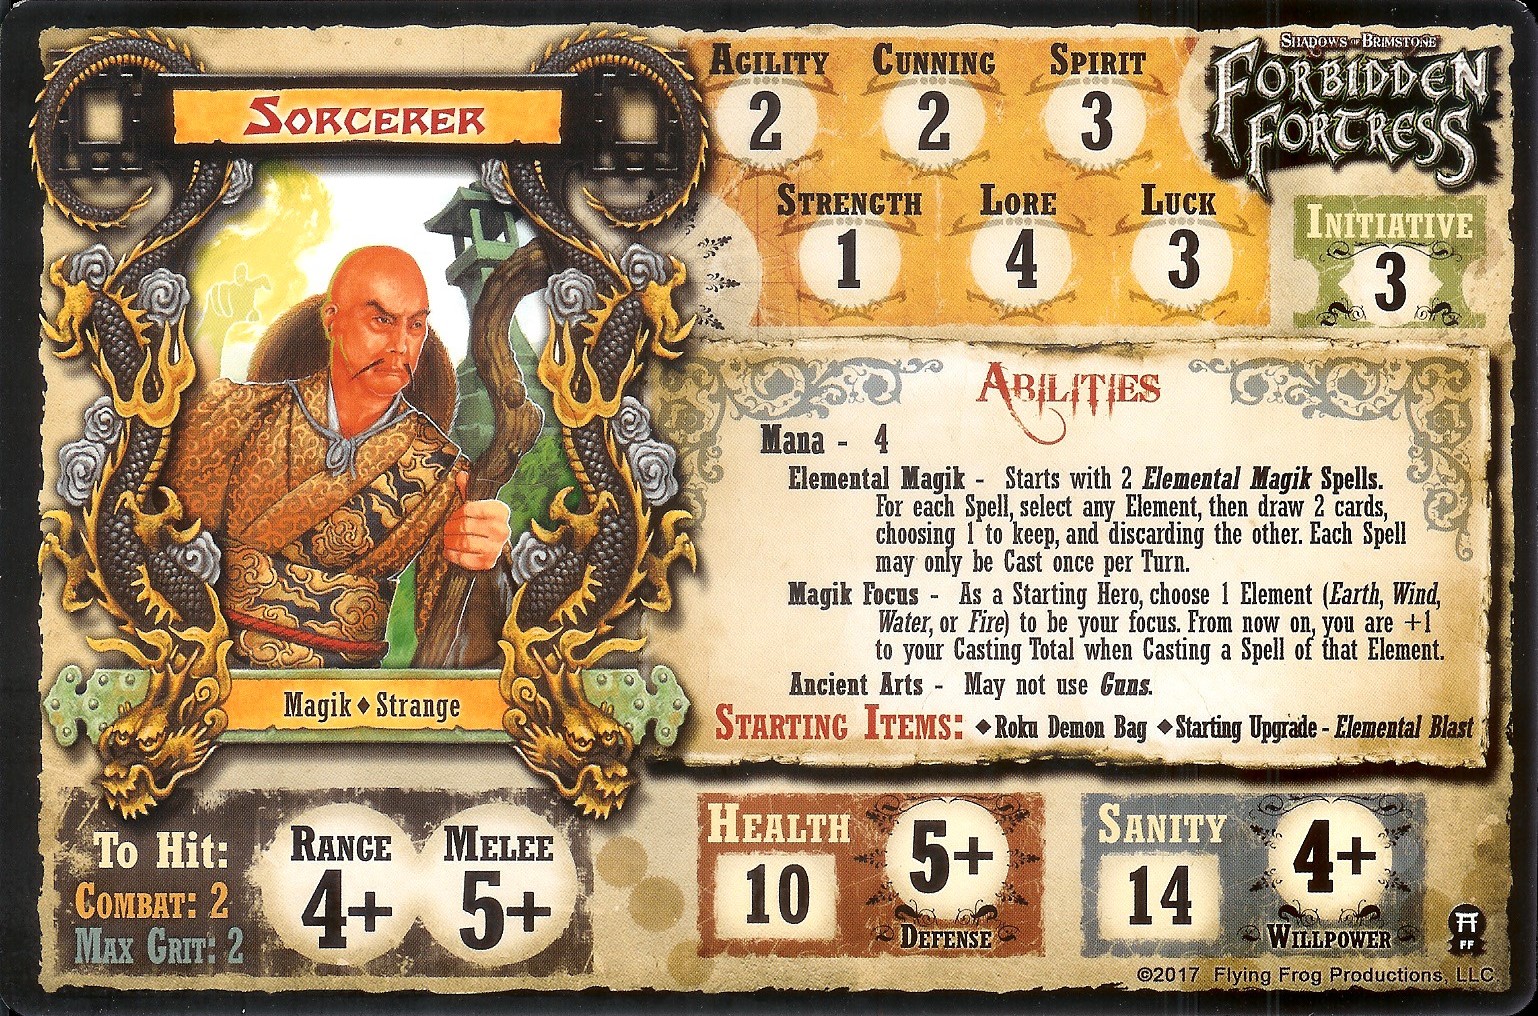 Sorcerer
Agility
2
Cunning
2
Spirit
3
Shadows of Brimstone
Forbidden
Fortress
Strength
1
Lore
4
Luck
3
Initiative
3
Abilities
Mana - 4
Elemental Magik - Starts with 2 Elemental Magik Spells.
For each Spell, select any Element, then draw 2 cards,
choosing 1 to keep, and discarding the other. Each Spell
may only be Cast once per Turn.
Magik Focus - As a Starting Hero, choose 1 Element (Earth, Wind,
Water, or Fire) to be your focus. From now on, you are +1
to your Casting Total when Casting a Spell of that Element.
Ancient Arts - May not use Guns.
Starting Items: ◆Roku Demon Bag ◆Starting Upgrade - Elemental Blast
Magik◆Strange
To Hit:
Combat: 2
Max Grit: 2
Range
4+
Melee
5+
Health
10
5+
Defense
Sanity
14
4+
Willpower
FF
©2017 Flying Frog Productions, LLC